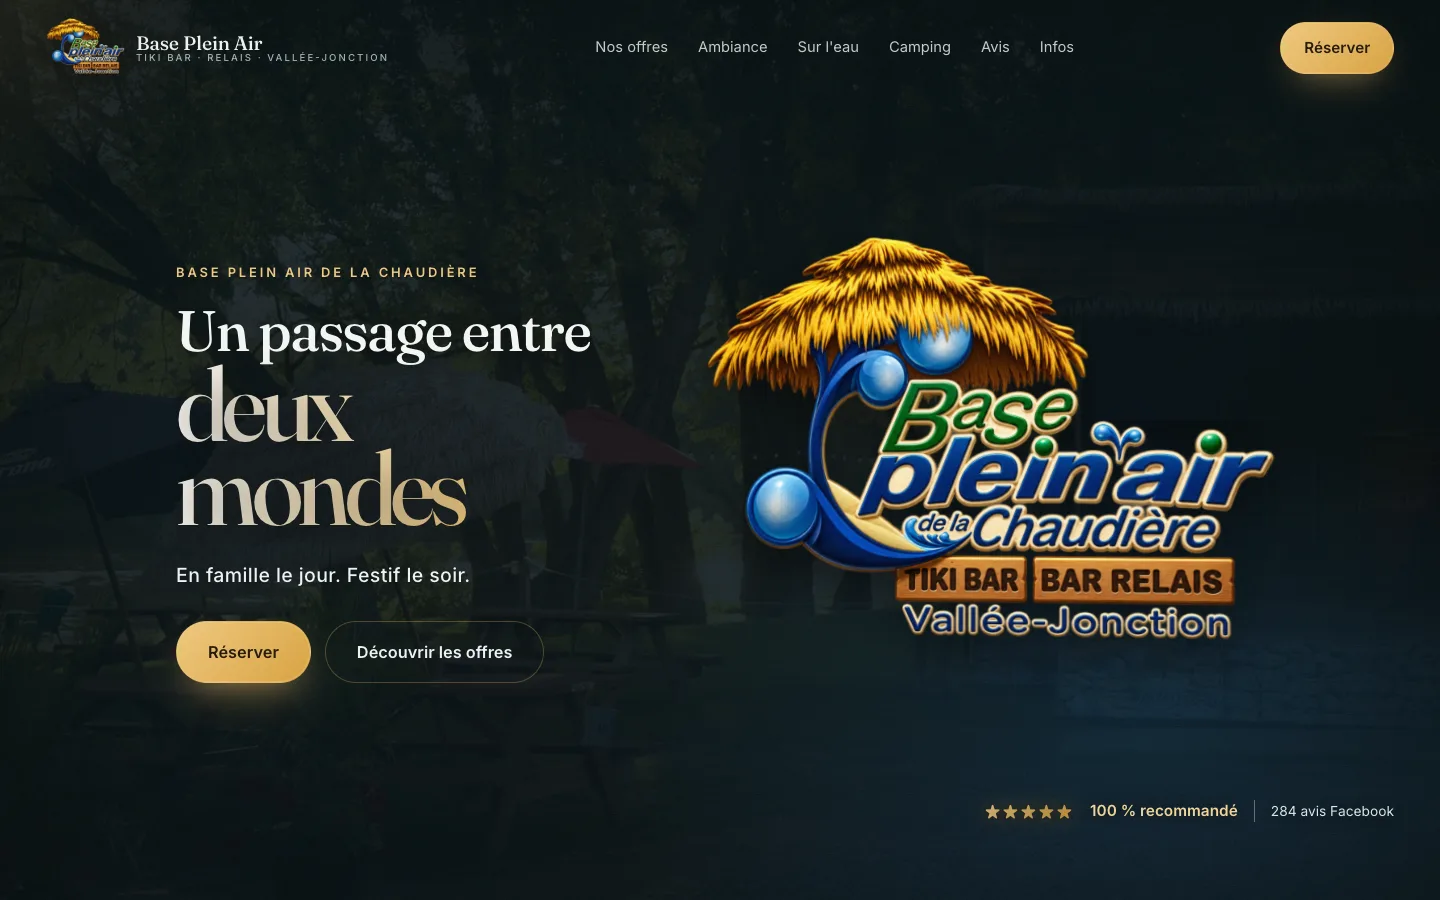 Base Plein Air
TIKI BAR · RELAIS · VALLÉE-JONCTION
Nos offres
Ambiance
Sur l'eau
Camping
Avis
Infos
Réserver
BASE PLEIN AIR DE LA CHAUDIÈRE
Un passage entre
deux
mondes
En famille le jour. Festif le soir.
Réserver
Découvrir les offres
Base
plein air
de la Chaudière
TIKI BAR BAR RELAIS
Vallée-Jonction
100 % recommandé
284 avis Facebook